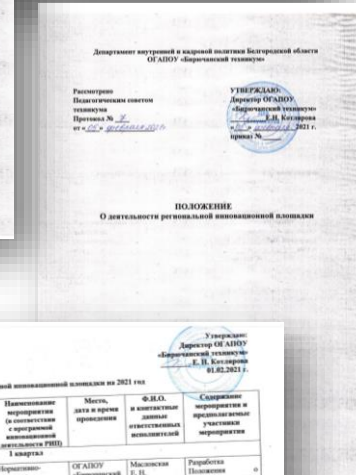 Департамент внутренней и кадровой политики Белгородской области
ОГАПОУ «Бирючанский техникум»
Рассмотрено
Педагогическим советом
техникума
Протокол №
от «
УТВЕРЖДАЮ:
Директор ОГАПОУ
«Бирючанский техникум»
Е.Н. Котлярова
2021 г.
приказ №
ПОЛОЖЕНИЕ
О деятельности региональной инновационной площадки
Утверждаю:
Директор ОГАПОУ
«Бирючанский техникум»
Е. Н. Котлярова
01.02.2021 г.
ной инновационной площадки на 2021 год
Наименование
мероприятия
(в соответствии
с программой
инновационной
деятельности РИП)
Место,
дата и время
проведения
Ф.И.О.
и контактные
данные
ответственных
исполнителей
Содержание
мероприятия и
предполагаемые
участники
мероприятия
1 квартал
Нормативно-
ОГАПОУ
Масловская
Е. Н.
Разработка
Положения о